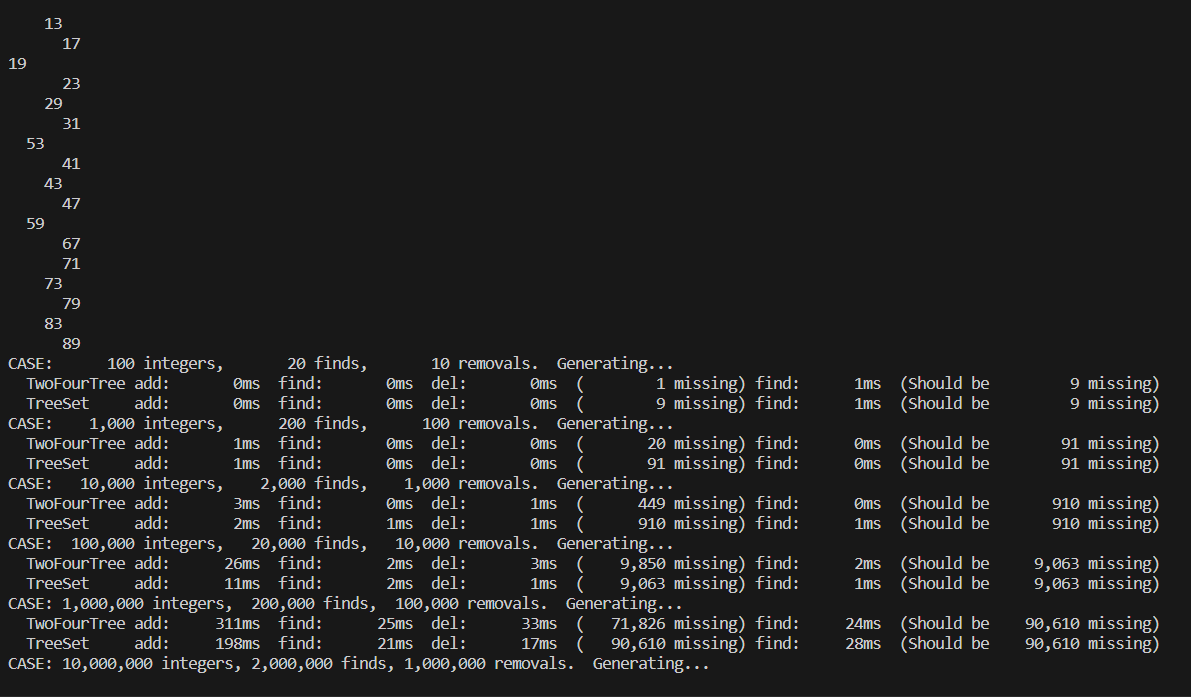 13
17
19
23
29
31
53
41
43
47
59
67
71
73
79
83
89
CASE:      100 integers,       20 finds,       10 removals.  Generating...
  TwoFourTree add:       0ms  find:       0ms  del:       0ms  (        1 missing) find:      1ms  (Should be         9 missing)
  TreeSet     add:       0ms  find:       0ms  del:       0ms  (        9 missing) find:      1ms  (Should be         9 missing)
CASE:    1,000 integers,      200 finds,      100 removals.  Generating...
  TwoFourTree add:       1ms  find:       0ms  del:       0ms  (       20 missing) find:      0ms  (Should be        91 missing)
  TreeSet     add:       1ms  find:       0ms  del:       0ms  (       91 missing) find:      0ms  (Should be        91 missing)
CASE:   10,000 integers,    2,000 finds,    1,000 removals.  Generating...
  TwoFourTree add:       3ms  find:       0ms  del:       1ms  (      449 missing) find:      0ms  (Should be       910 missing)
  TreeSet     add:       2ms  find:       1ms  del:       1ms  (      910 missing) find:      1ms  (Should be       910 missing)
CASE:  100,000 integers,   20,000 finds,   10,000 removals.  Generating...
  TwoFourTree add:      26ms  find:       2ms  del:       3ms  (    9,850 missing) find:      2ms  (Should be     9,063 missing)
  TreeSet     add:      11ms  find:       2ms  del:       1ms  (    9,063 missing) find:      1ms  (Should be     9,063 missing)
CASE: 1,000,000 integers,  200,000 finds,  100,000 removals.  Generating...
  TwoFourTree add:     311ms  find:      25ms  del:      33ms  (   71,826 missing) find:     24ms  (Should be    90,610 missing)
  TreeSet     add:     198ms  find:      21ms  del:      17ms  (   90,610 missing) find:     28ms  (Should be    90,610 missing)
CASE: 10,000,000 integers, 2,000,000 finds, 1,000,000 removals.  Generating...